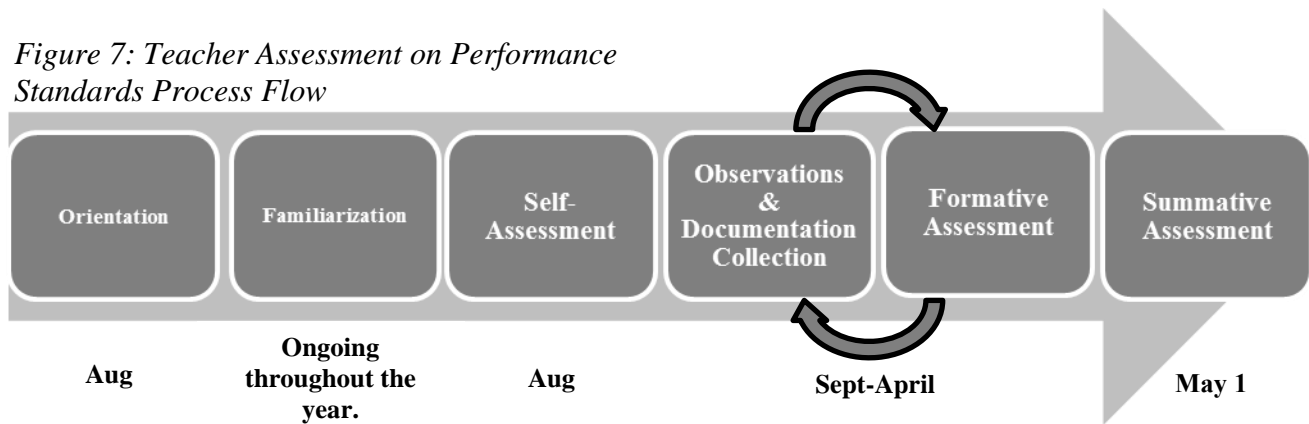 Figure 7: Teacher Assessment on Performance
Standards Process Flow
Orientation
Familiarization
Self-
Assessment
Observations
&
Documentation
Collection
Formative
Assessment
Summative
Assessment
Aug
Ongoing
throughout the
year.
Aug
Sept-April
May 1